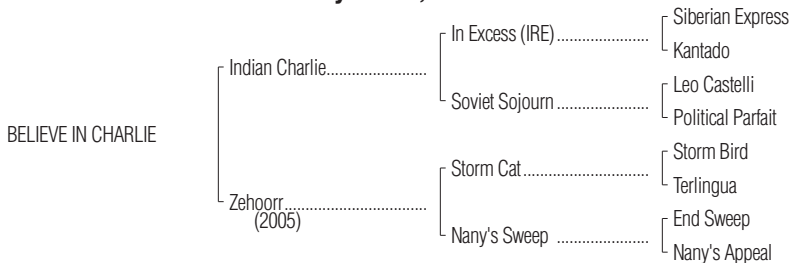 Siberian Express
In Excess (IRE)
Kantado
Indian Charlie
Leo Castelli
Soviet Sojourn
Political Parfait
BELIEVE IN CHARLIE
Storm Bird
Storm Cat
Terlingua
Zehoorr
(2005)
End Sweep
Nany's Sweep
Nany's Appeal